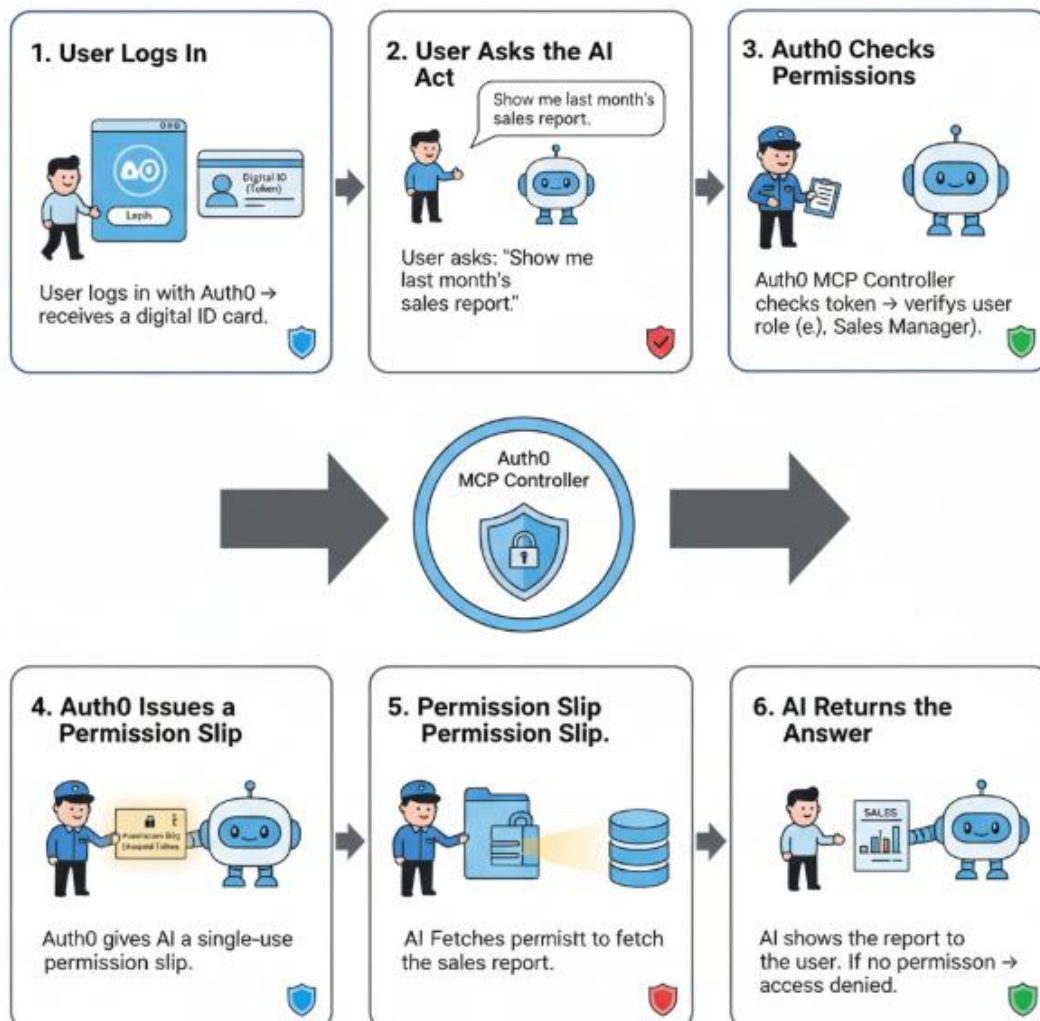 1. User Logs In
Digital ID
(Token)
User logs in with Auth0 →
receives a digital ID card.
2. User Asks the AI
Act
Show me last month's
sales report.
User asks: "Show me
last month's
sales report."
3. Auth0 Checks
Permissions
Auth0 MCP Controller
checks token → verifys user
role (e), Sales Manager).
Auth0
MCP Controller
4. Auth0 Issues a
Permission Slip
Auth0 gives AI a single-use
permission slip.
5. Permission Slip
Permission Slip.
AI Fetches permistt to fetch
the sales report.
6. AI Returns the
Answer
SALES
AI shows the report to
the user. If no permisson →
access denied.